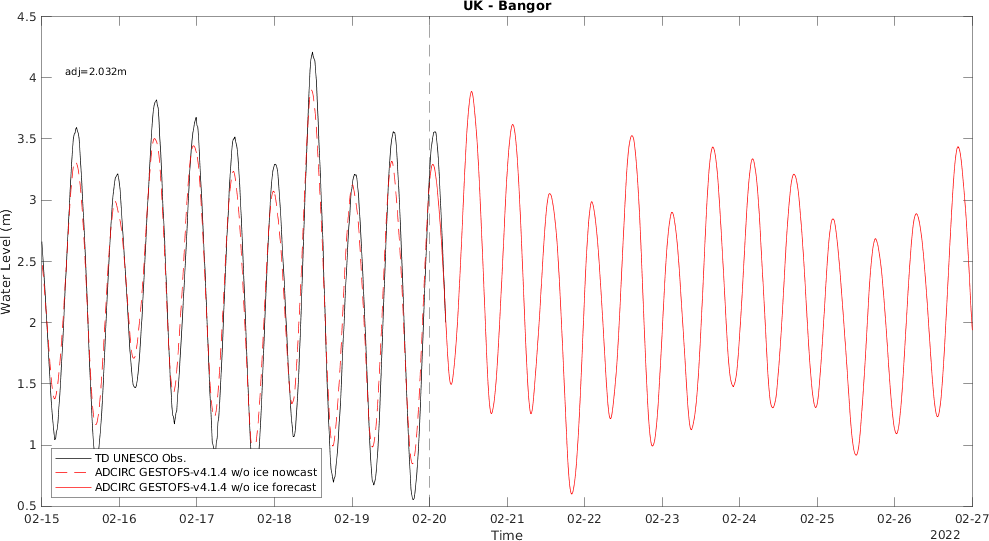 UK - Bangor
4.5
4
3.5
3
2.5
2
1.5
1
0.5
Water Level (m)
adj=2.032m
TD UNESCO Obs.
ADCIRC GESTOFS-v4.1.4 w/o ice nowcast
ADCIRC GESTOFS-v4.1.4 w/o ice forecast
02-15 02-16 02-17 02-18 02-19 02-20 02-21 02-22 02-23 02-24 02-25 02-26 02-27
Time
2022